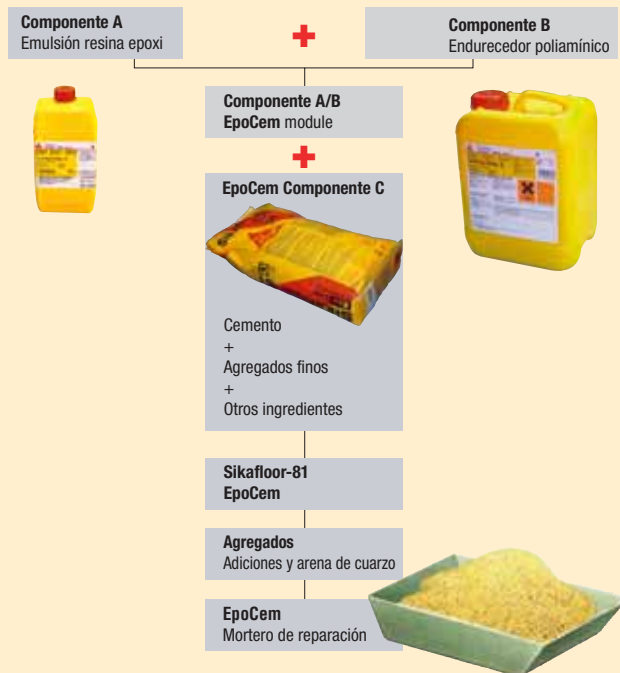 Componente A
Emulsión resina epoxi
+
Componente B
Endurecedor poliamínico
Componente A/B
EpoCem module
+
EpoCem Componente C
Cemento
+
Agregados finos
+
Otros ingredientes
Sikafloor-81
EpoCem
Agregados
Adiciones y arena de cuarzo
EpoCem
Mortero de reparación